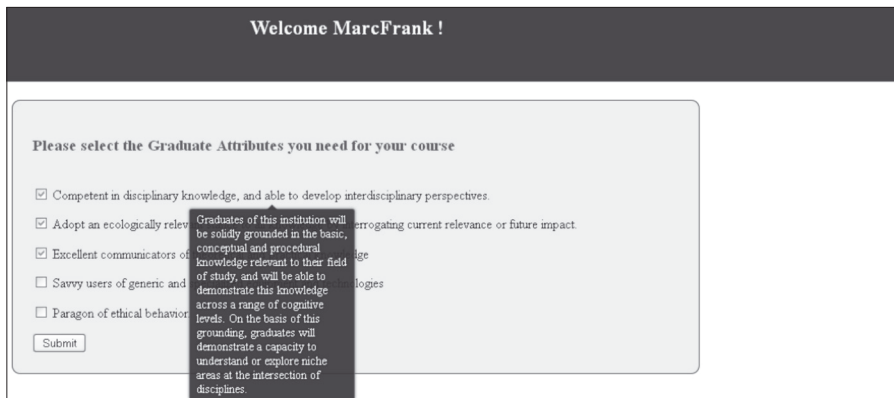 Welcome MarcFrank !
Please select the Graduate Attributes you need for your course
Competent in disciplinary knowledge, and able to develop interdisciplinary perspectives.
Adopt an ecologically relev
errogating current relevance or future impact.
Excellent communicators of
Savvy users of generic and
ologies
Paragon of ethical behavior
Submit
Graduates of this institution will
be solidly grounded in the basic,
conceptual and procedural
knowledge relevant to their field
of study, and will be able to
demonstrate this knowledge
across a range of cognitive
levels. On the basis of this
grounding, graduates will
demonstrate a capacity to
understand or explore niche
areas at the intersection of
disciplines.